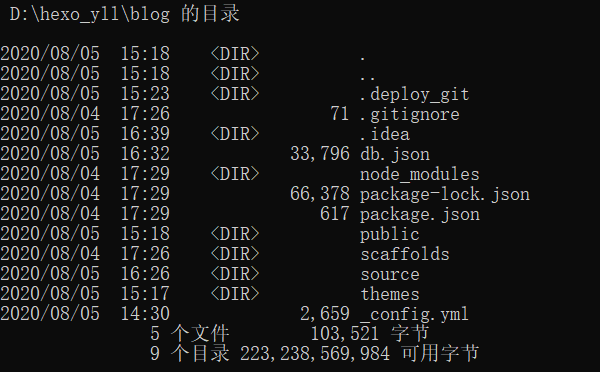 D:\hexo_yll\blog 的目录
2020/08/05 15:18 <DIR> .
2020/08/05 15:18 <DIR> ..
2020/08/05 15:23 <DIR> .deploy_git
2020/08/04 17:26 71 .gitignore
2020/08/05 16:39 <DIR> .idea
2020/08/05 16:32 33,796 db.json
2020/08/04 17:29 <DIR> node_modules
2020/08/04 17:29 66,378 package-lock.json
2020/08/04 17:29 617 package.json
2020/08/05 15:18 <DIR> public
2020/08/04 17:26 <DIR> scaffolds
2020/08/05 16:26 <DIR> source
2020/08/05 15:17 <DIR> themes
2020/08/05 14:30 2,659 _config.yml
5 个文件 103,521 字节
9 个目录 223,238,569,984 可用字节